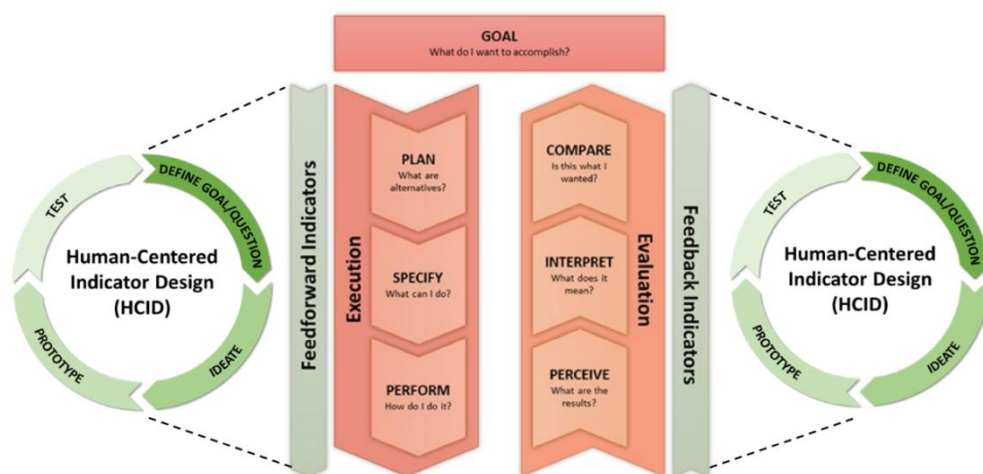 GOAL
What do I want to accomplish?
TEST
DEFINE GOAL/QUESTION
Human-Centered
Indicator Design
(HCID)
PROTOTYPE
IDEATE
Feedforward Indicators
Execution
PLAN
What are
alternatives?
SPECIFY
What can I do?
PERFORM
How do I do it?
COMPARE
Is this what I
wanted?
INTERPRET
What does it
mean?
PERCEIVE
What are the
results?
Evaluation
Feedback Indicators
TEST
DEFINE GOAL/QUESTION
Human-Centered
Indicator Design
(HCID)
PROTOTYPE
IDEATE